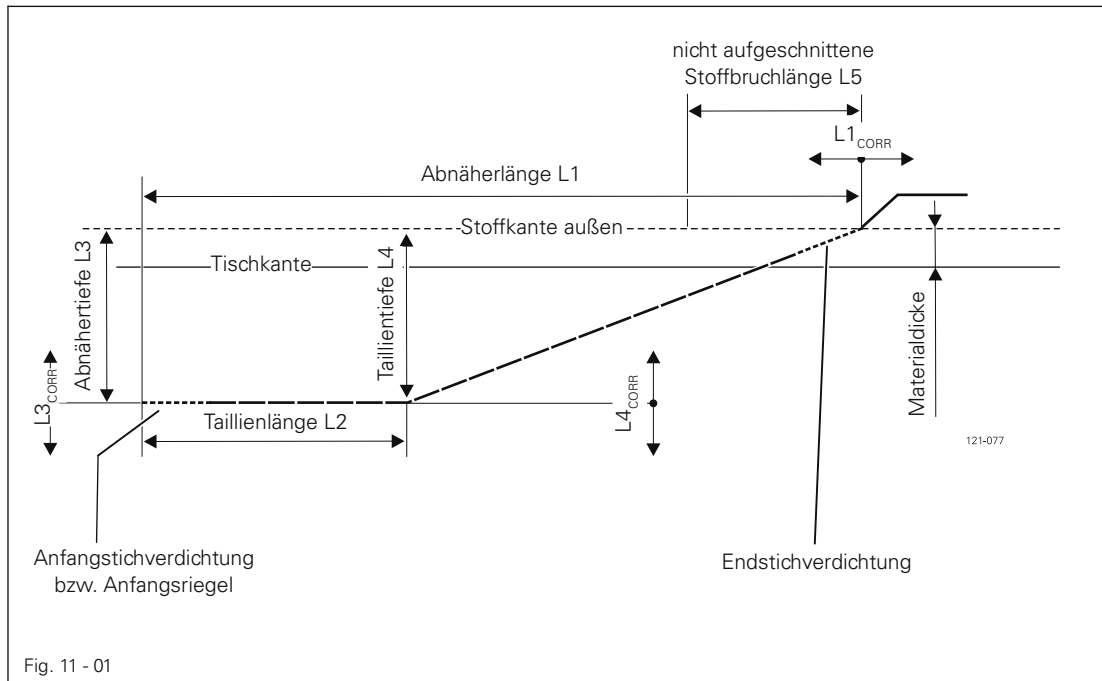 nicht aufgeschnittene
Stoffbruchlänge L5
L1CORR
Abnäherlänge L1
Stoffkante außen
Abnähertiefe L3
Taillentiefe L4
Tischkante
Materialdicke
L3CORR
Taillienlänge L2
L4CORR
121-077
Anfangstichverdichtung
bzw. Anfangsriegel
Endstichverdichtung
Fig. 11 - 01